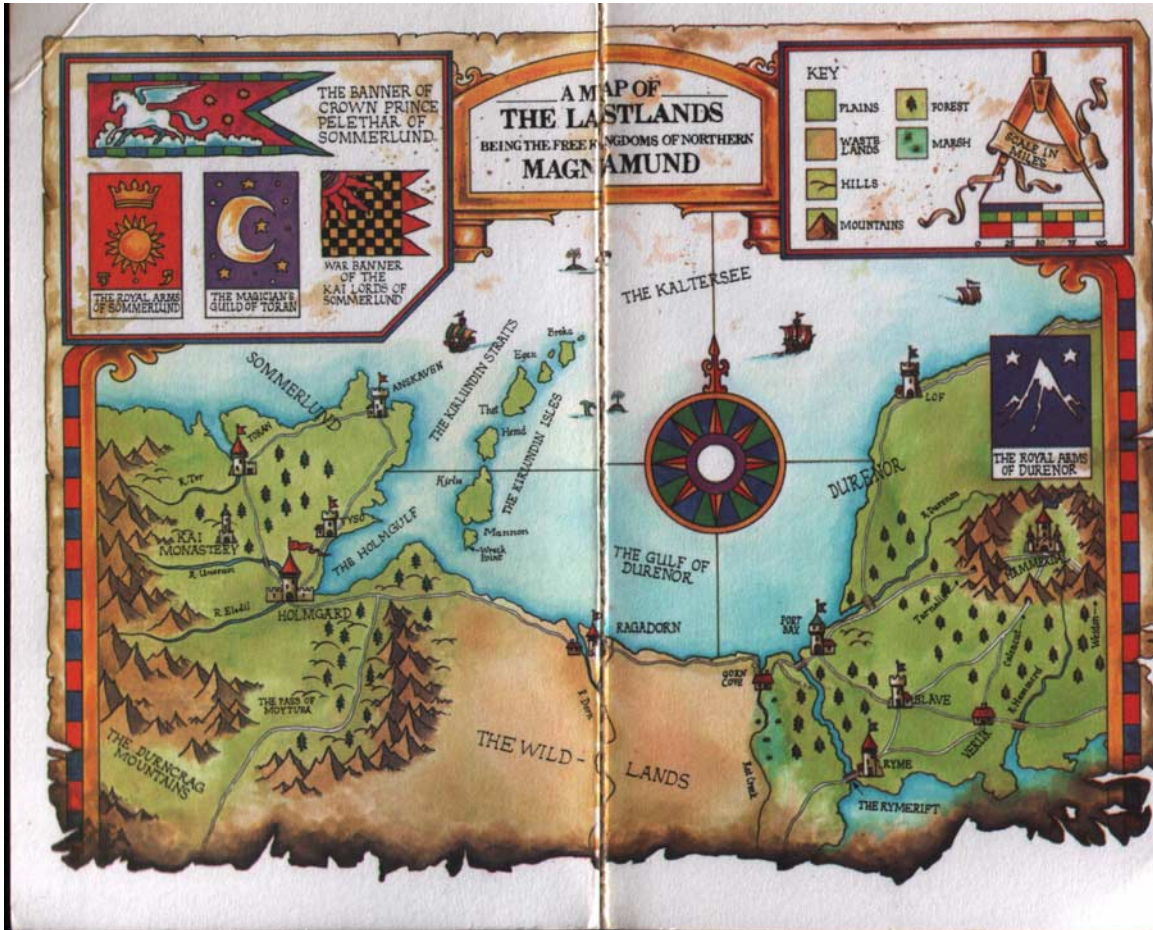 THE BANNER OF
CROWN PRINCE
PELETHAR OF
SOMMERLUND.
THE ROYAL ARMS
OF SOMMERLUND
THE MAGICIAN'S
GUILD OF TORAN
WAR BANNER
OF THE
KAI LORDS OF
SOMMERLUND
A MAP OF
THE LASTLANDS
BEING THE FREE KINGDOMS OF NORTHERN
MAGNAMUND
KEY
PLAINS
FOREST
WASTE
LANDS
MARSH
HILLS
MOUNTAINS
SCALE IN
MILES
0 25 50 75 100
THE KALTERSEE
SOMMERLUND
ANSKAVEN
THE KIRLUNDIN STRAITS
Broka
Egen
Thet
Hemd
THE KIRLUNDIN ISLES
Kirlu
Mannon
Wreck
Point
TORAN
R. Tor
KAI
MONASTERY
TYSO
THE HOLMGULF
R. Unoram
HOLMGARD
R. Eledil
THE PASS OF
MOYTURA
THE DURNCRAG
MOUNTAINS
THE GULF OF
DURENOR
RAGADORN
R. Dorn
THE WILD-LANDS
LOF
DURENOR
THE ROYAL ARMS
OF DURENOR
R. Durenon
HAMMERDAL
Tarnalin
PORT
BAY
GORN
COVE
RYME
THE RYMERIFT